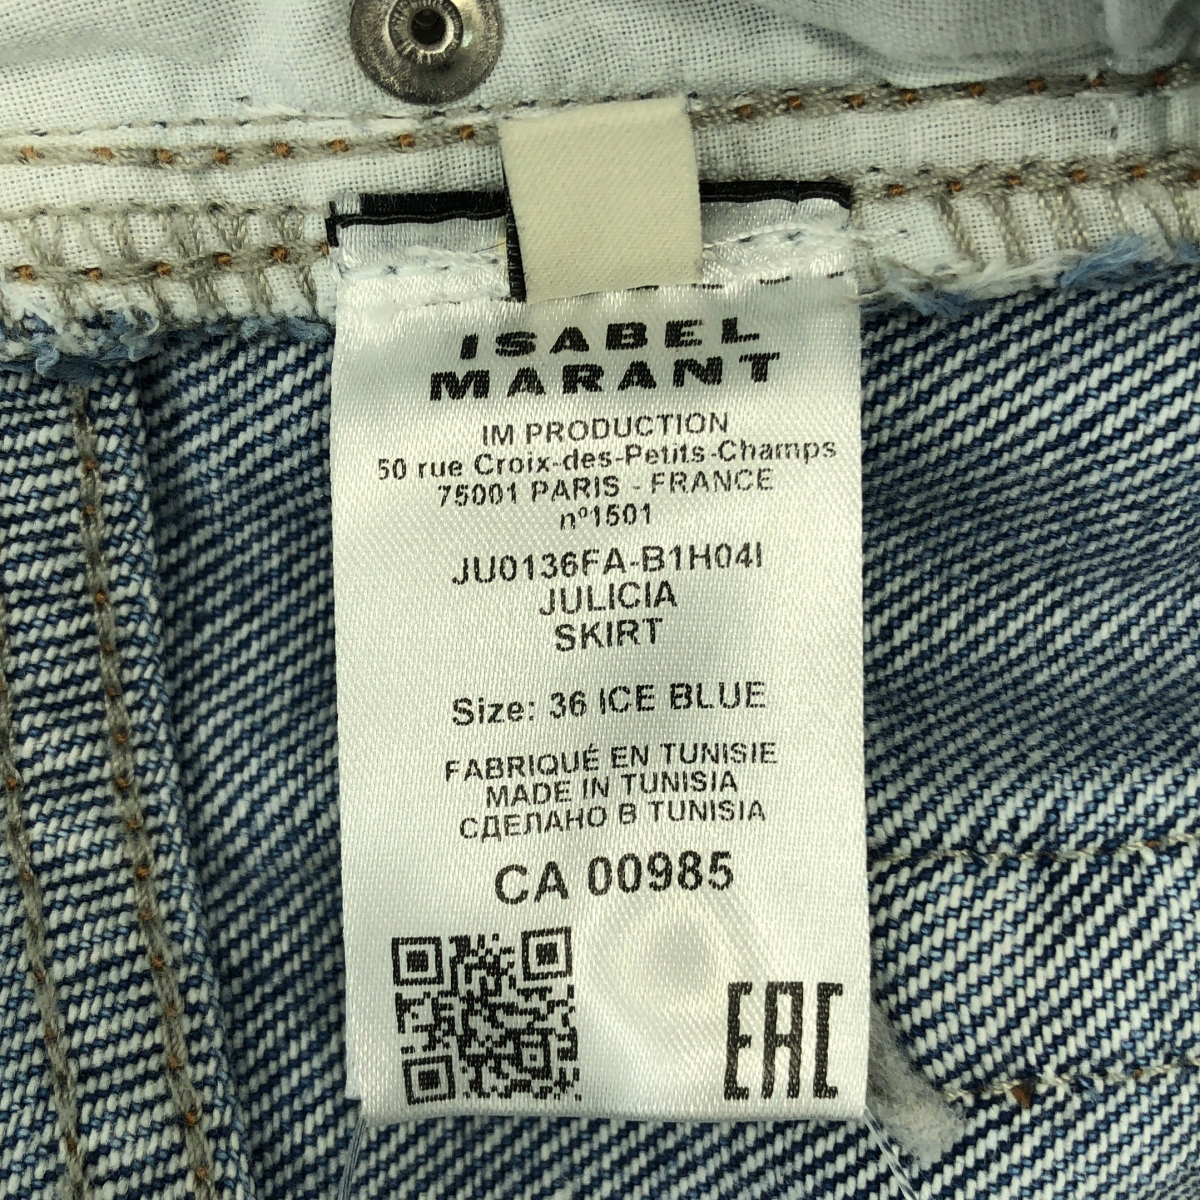 ISABEL
MARANT
IM PRODUCTION
50 rue Croix-des-Petits-Champs
75001 PARIS - FRANCE
nº1501
JU0136FA-B1H04I
JULICIA
SKIRT
Size: 36 ICE BLUE
FABRIQUÉ EN TUNISIE
MADE IN TUNISIA
СДЕЛАНО В TUNISIA
CA 00985
EAC